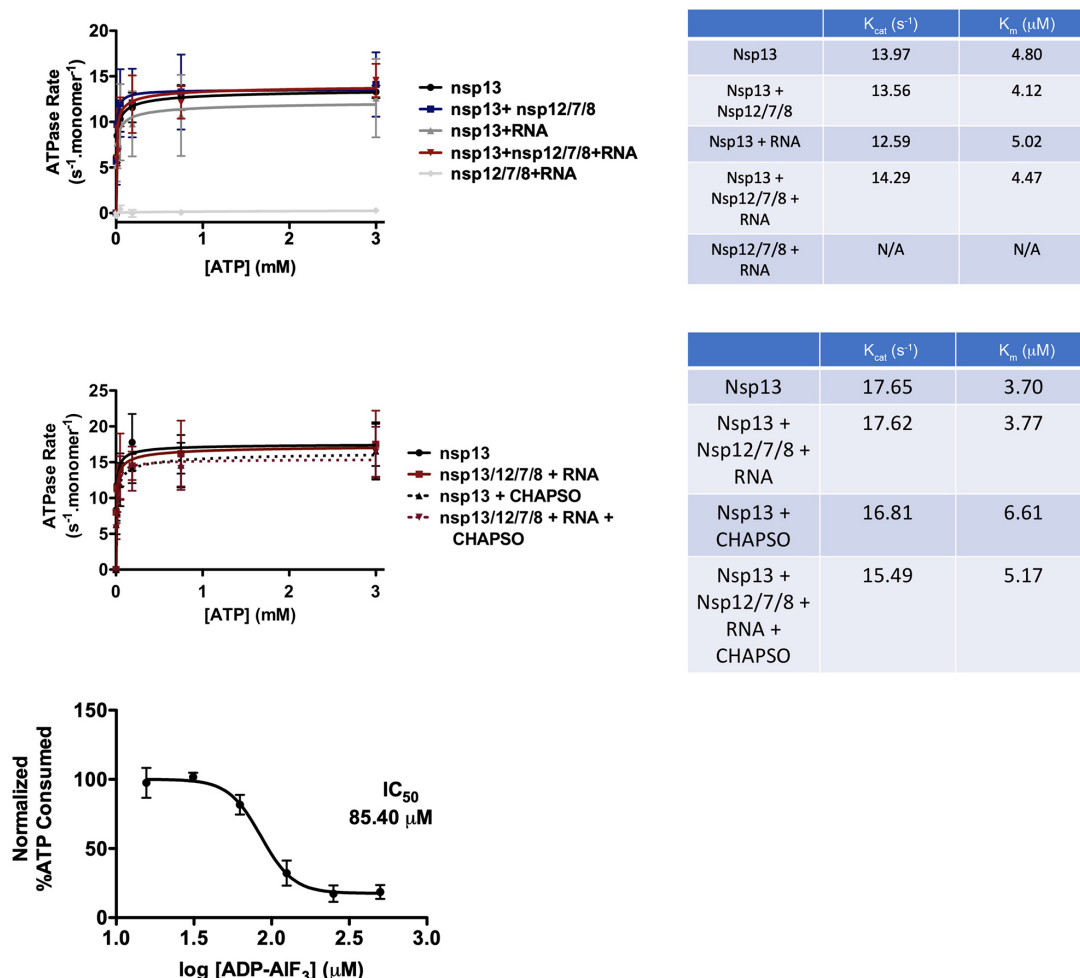 ATPase Rate
(s⁻¹.monomer⁻¹)
20
15
10
5
0
0
1
2
3
[ATP] (mM)
nsp13
nsp13+ nsp12/7/8
nsp13+RNA
nsp13+nsp12/7/8+RNA
nsp12/7/8+RNA
Kcat (s⁻¹) Km (μM)
Nsp13 13.97 4.80
Nsp13 + 13.56 4.12
Nsp12/7/8
Nsp13 + RNA 12.59 5.02
Nsp13 + 14.29 4.47
Nsp12/7/8 +
RNA
Nsp12/7/8 + N/A N/A
RNA
ATPase Rate
(s⁻¹.monomer⁻¹)
25
20
15
10
5
0
0
1
2
3
[ATP] (mM)
nsp13
nsp13/12/7/8 + RNA
nsp13 + CHAPSO
nsp13/12/7/8 + RNA +
CHAPSO
Kcat (s⁻¹) Km (μM)
Nsp13 17.65 3.70
Nsp13 + 17.62 3.77
Nsp12/7/8 +
RNA
Nsp13 + 16.81 6.61
CHAPSO
Nsp13 + 15.49 5.17
Nsp12/7/8 +
RNA +
CHAPSO
Normalized
%ATP Consumed
150
100
50
0
1.0
1.5
2.0
2.5
3.0
IC₅₀
85.40 μM
log [ADP-AlF₃] (μM)